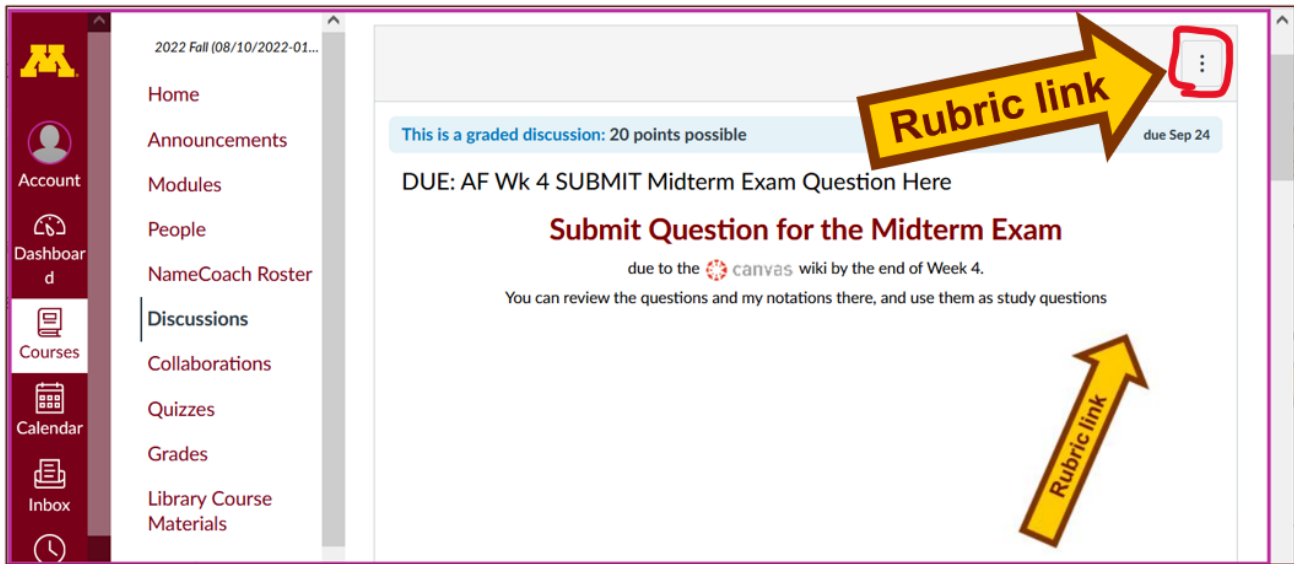 M
Account
Dashboar
d
Courses
Calendar
Inbox
2022 Fall (08/10/2022-01...
Home
Announcements
Modules
People
NameCoach Roster
Discussions
Collaborations
Quizzes
Grades
Library Course
Materials
Rubric link
This is a graded discussion: 20 points possible
due Sep 24
DUE: AF Wk 4 SUBMIT Midterm Exam Question Here
Submit Question for the Midterm Exam
due to the canvas wiki by the end of Week 4.
You can review the questions and my notations there, and use them as study questions
Rubric link